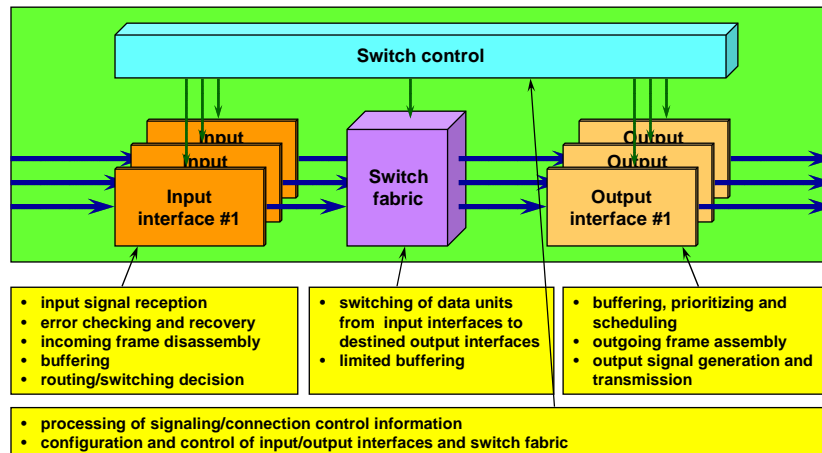 Switch control
Input
Input
Input
interface #1
Switch
fabric
Output
Output
Output
interface #1
• input signal reception
• error checking and recovery
• incoming frame disassembly
• buffering
• routing/switching decision
• switching of data units
from input interfaces to
destined output interfaces
• limited buffering
• buffering, prioritizing and
scheduling
• outgoing frame assembly
• output signal generation and
transmission
• processing of signaling/connection control information
• configuration and control of input/output interfaces and switch fabric